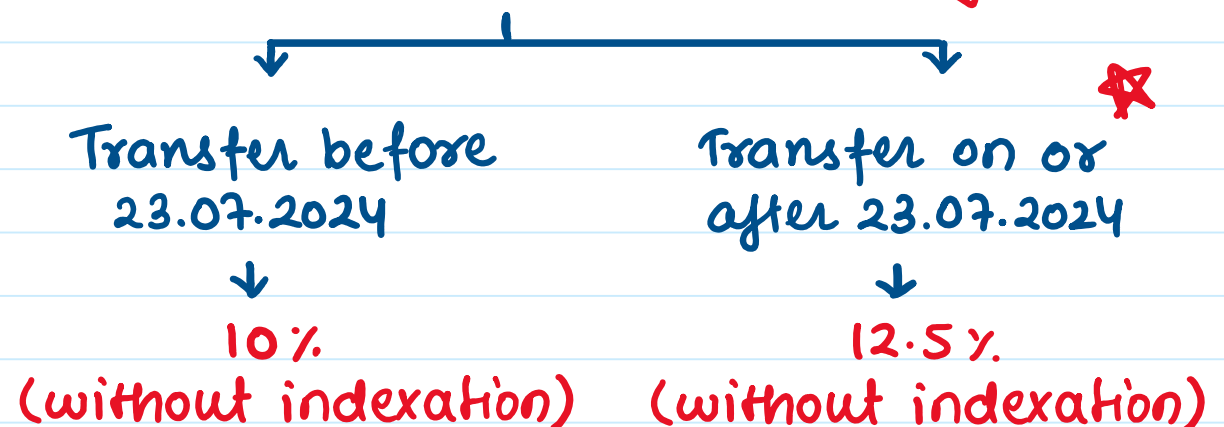 Transfer before
23.07.2024
10%
(without indexation)
Transfer on or
after 23.07.2024
12.5%
(without indexation)